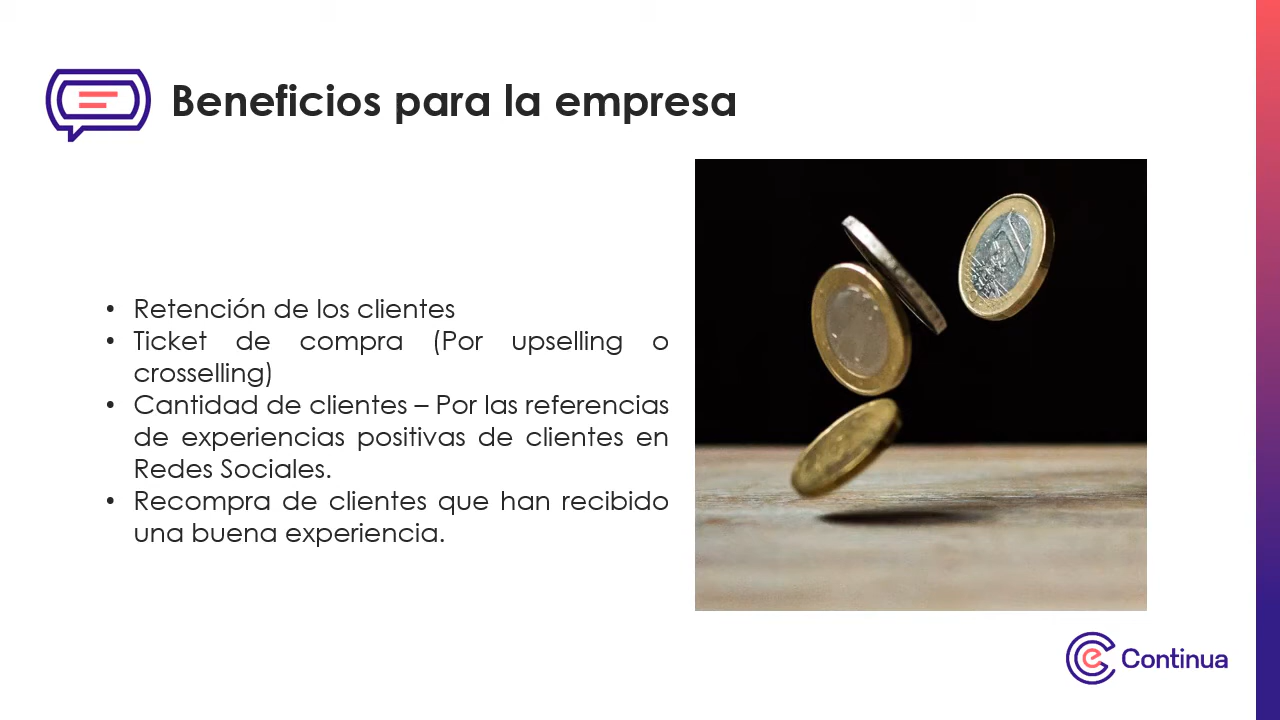 Beneficios para la empresa
• Retención de los clientes
• Ticket de compra (Por upselling o
crosselling)
• Cantidad de clientes – Por las referencias
de experiencias positivas de clientes en
Redes Sociales.
• Recompra de clientes que han recibido
una buena experiencia.
1
e Continua